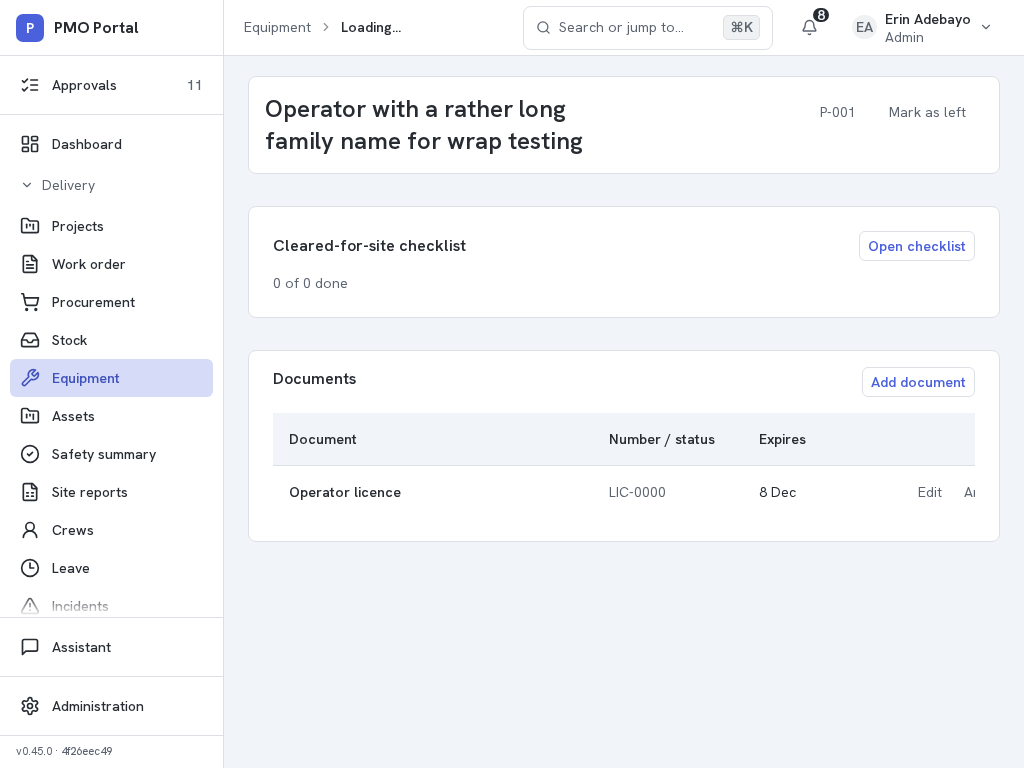 P PMO Portal
Equipment > Loading...
Search or jump to... ⌘K
8
EA
Erin Adebayo
Admin
Approvals 11
Dashboard
Delivery
Projects
Work order
Procurement
Stock
Equipment
Assets
Safety summary
Site reports
Crews
Leave
Incidents
Assistant
Administration
v0.45.0 · 4f26eec49
Operator with a rather long
family name for wrap testing
P-001 Mark as left
Cleared-for-site checklist Open checklist
0 of 0 done
Documents Add document
Document Number / status Expires
Operator licence LIC-0000 8 Dec Edit